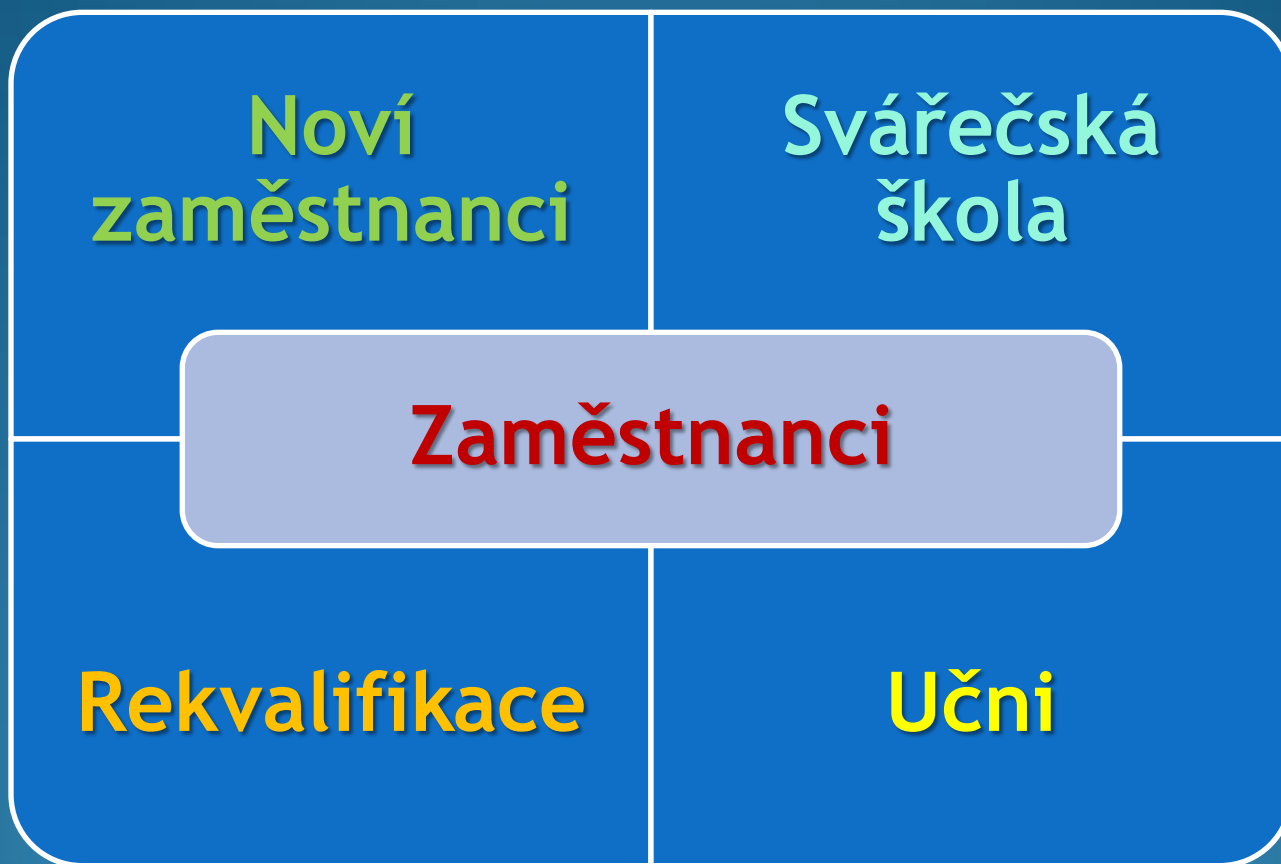 Noví
zaměstnanci
Svářečská
škola
Zaměstnanci
Rekvalifikace
Učni